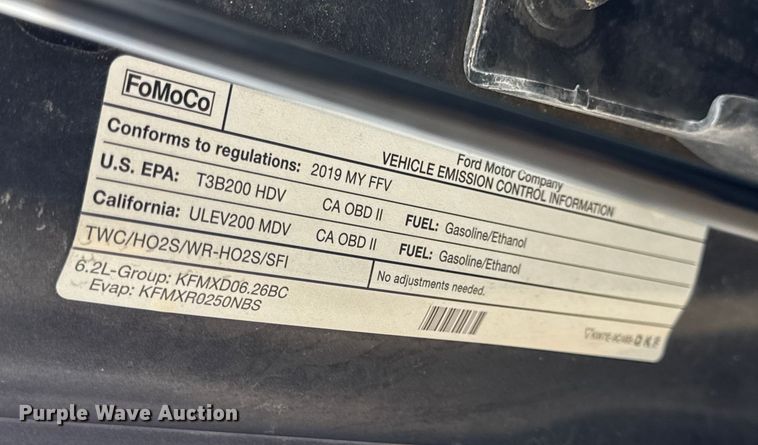 FoMoCo
Ford Motor Company
VEHICLE EMISSION CONTROL INFORMATION
Conforms to regulations: 2019 MY FFV
U.S. EPA: T3B200 HDV CA OBD II FUEL: Gasoline/Ethanol
California: ULEV200 MDV CA OBD II FUEL: Gasoline/Ethanol
TWC/HO2S/WR-HO2S/SFI
No adjustments needed.
6.2L-Group: KFMXD06.26BC
Evap: KFMXR0250NBS
Purple Wave Auction